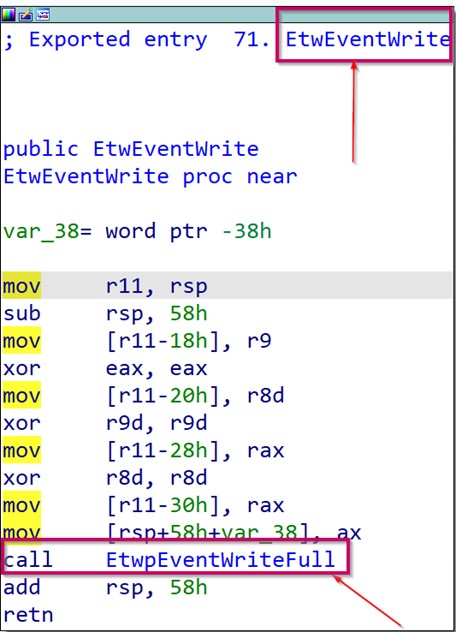 ; Exported entry  71. EtwEventWrite
public EtwEventWrite
EtwEventWrite proc near
var_38= word ptr -38h
mov     r11, rsp
sub     rsp, 58h
mov     [r11-18h], r9
xor     eax, eax
mov     [r11-20h], r8d
xor     r9d, r9d
mov     [r11-28h], rax
xor     r8d, r8d
mov     [r11-30h], rax
mov     [rsp+58h+var_38], ax
call    EtwpEventWriteFull
add     rsp, 58h
retn